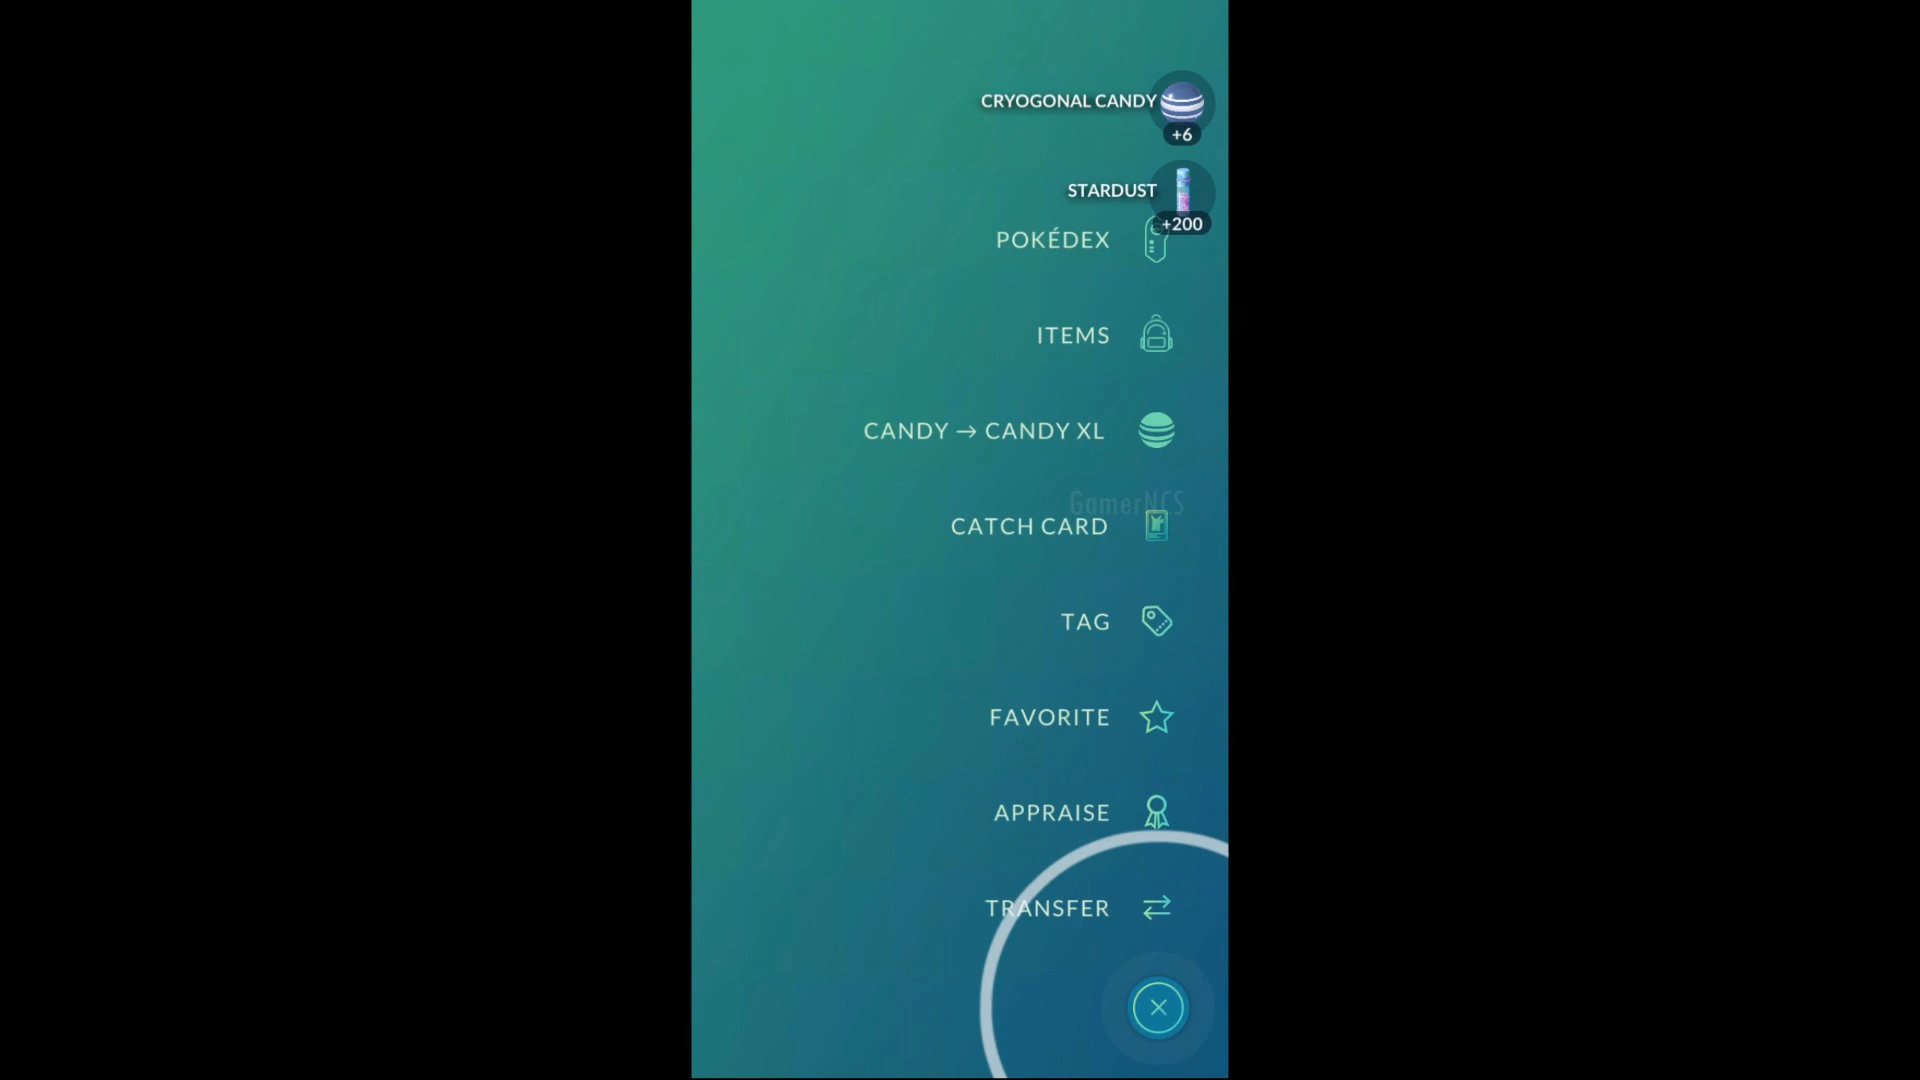 CRYOGONAL CANDY
+6
STARDUST
+200
POKÉDEX
ITEMS
CANDY → CANDY XL
GamerNCS
CATCH CARD
TAG
FAVORITE
APPRAISE
TRANSFER